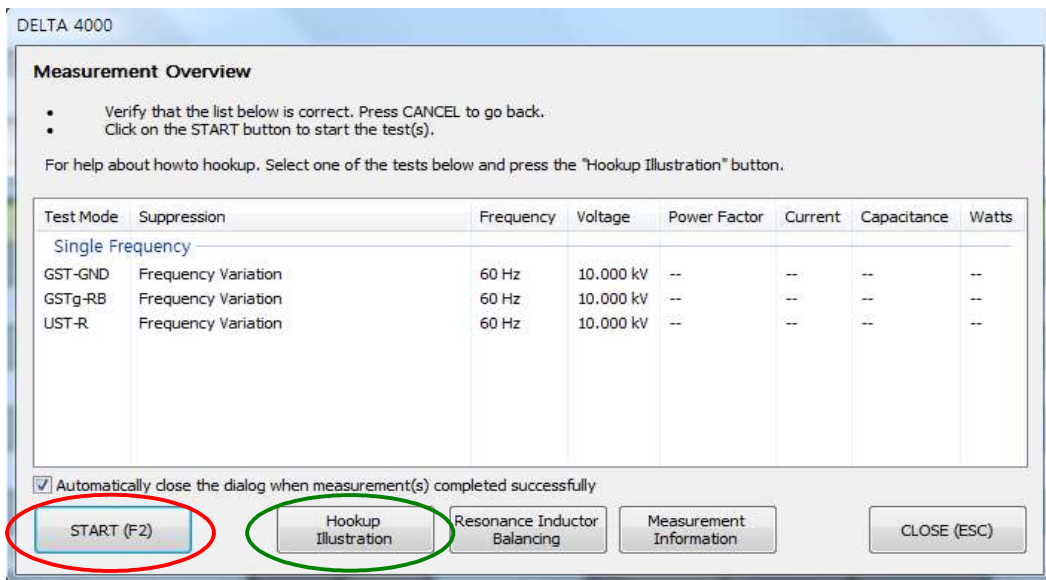 DELTA 4000
Measurement Overview
• Verify that the list below is correct. Press CANCEL to go back.
• Click on the START button to start the test(s).
For help about howto hookup. Select one of the tests below and press the "Hookup Illustration" button.
Test Mode Suppression Frequency Voltage Power Factor Current Capacitance Watts
Single Frequency
GST-GND Frequency Variation 60 Hz 10.000 kV -- -- -- --
GSTg-RB Frequency Variation 60 Hz 10.000 kV -- -- -- --
UST-R Frequency Variation 60 Hz 10.000 kV -- -- -- --
Automatically close the dialog when measurement(s) completed successfully
START (F2)
Hookup
Illustration
Resonance Inductor
Balancing
Measurement
Information
CLOSE (ESC)